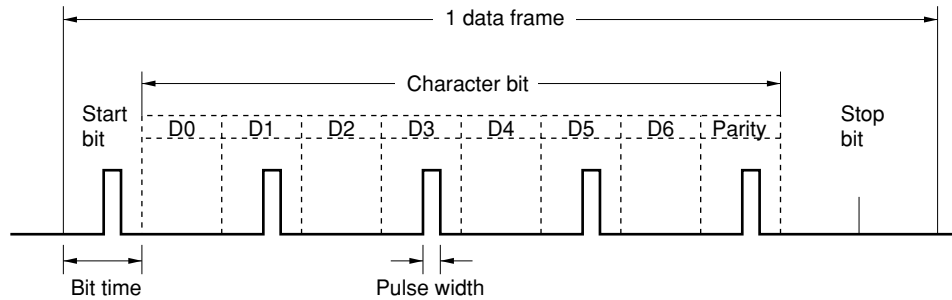 1 data frame
Character bit
Start
bit
D0 D1 D2 D3 D4 D5 D6 Parity
Stop
bit
Bit time
Pulse width